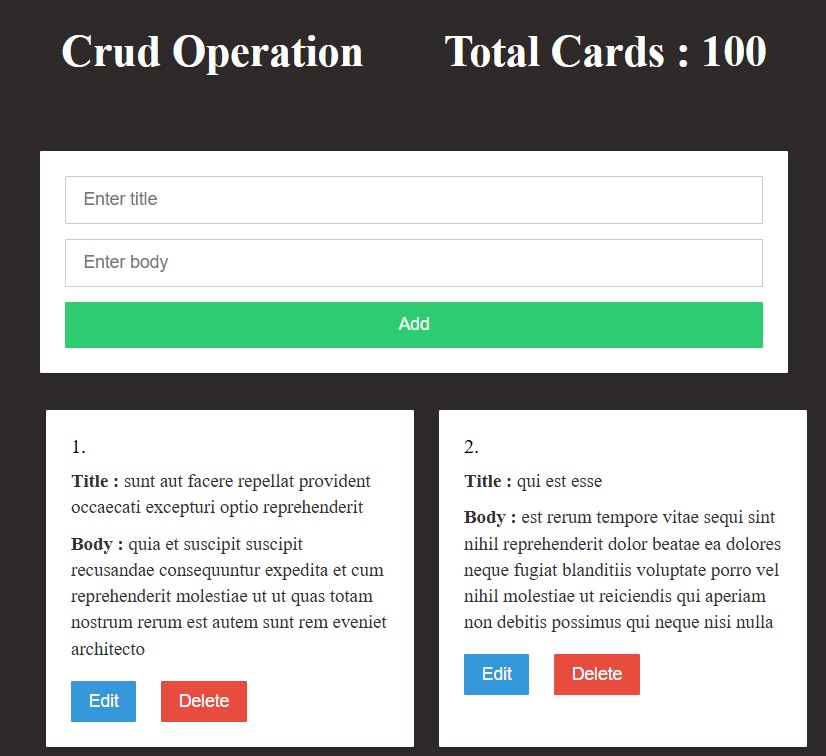 Crud Operation
Total Cards : 100
Enter title
Enter body
Add
1.
Title : sunt aut facere repellat provident
occaecati excepturi optio reprehenderit
Body : quia et suscipit suscipit
recusandae consequuntur expedita et cum
reprehenderit molestiae ut ut quas totam
nostrum rerum est autem sunt rem eveniet
architecto
Edit
Delete
2.
Title : qui est esse
Body : est rerum tempore vitae sequi sint
nihil reprehenderit dolor beatae ea dolores
neque fugiat blanditiis voluptate porro vel
nihil molestiae ut reiciendis qui aperiam
non debitis possimus qui neque nisi nulla
Edit
Delete